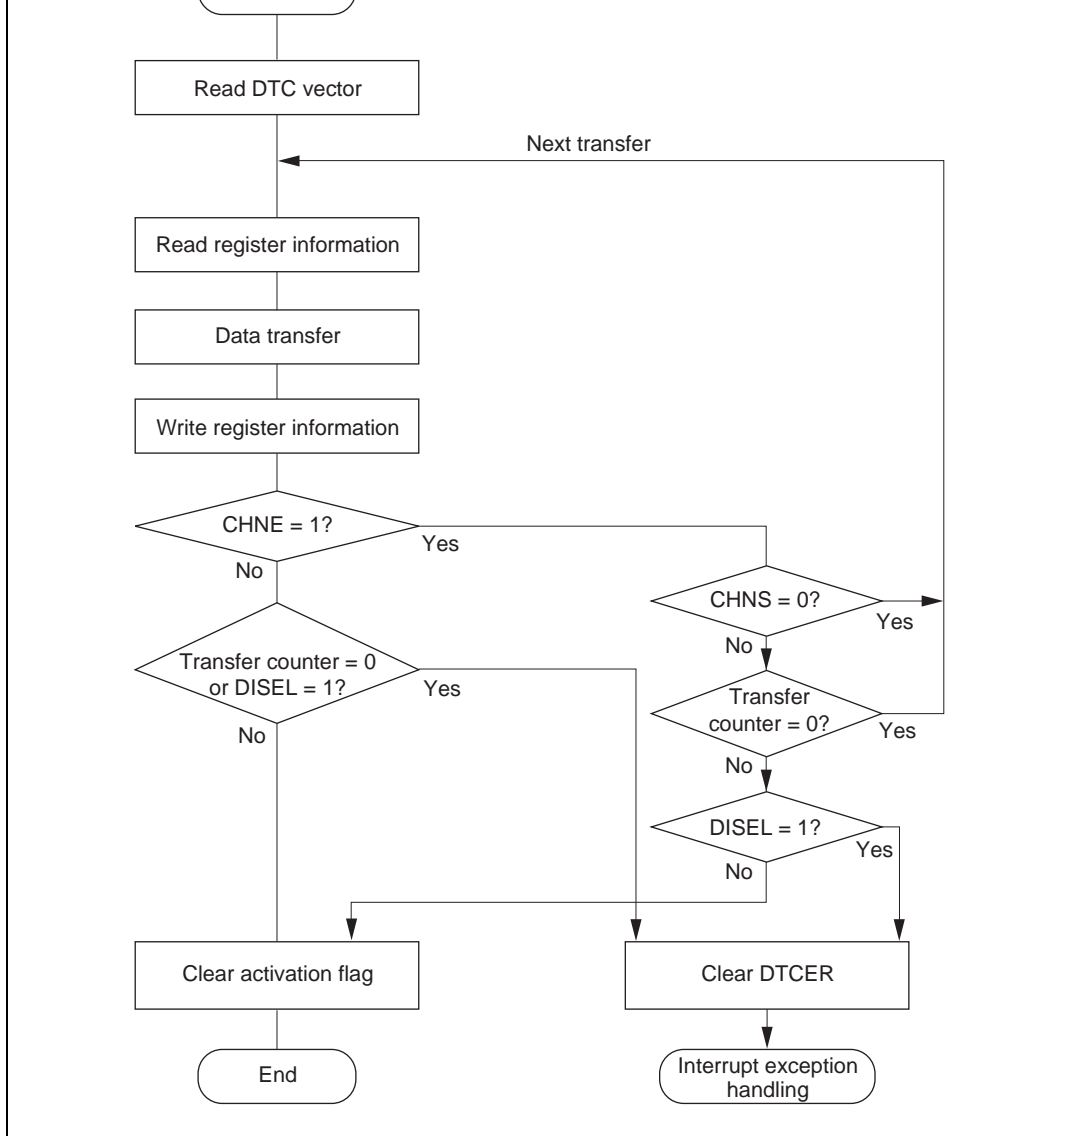 Read DTC vector
Next transfer
Read register information
Data transfer
Write register information
CHNE = 1?
Yes
No
CHNS = 0?
Yes
No
Transfer counter = 0
or DISEL = 1?
Yes
No
Transfer
counter = 0?
Yes
No
DISEL = 1?
Yes
No
Clear activation flag
Clear DTCER
End
Interrupt exception
handling